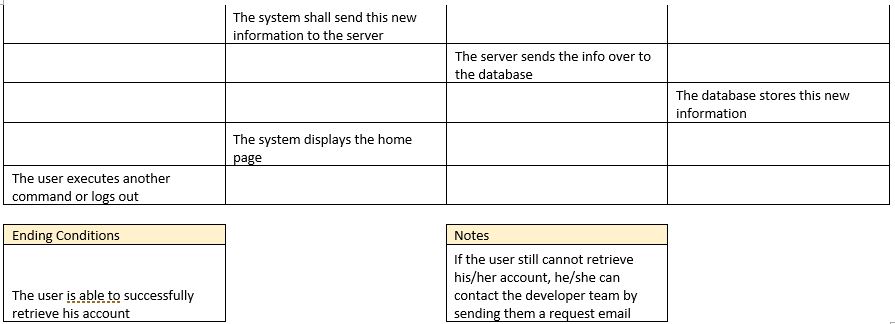 The system shall send this new
information to the server
The server sends the info over to
the database
The database stores this new
information
The system displays the home
page
The user executes another
command or logs out
Ending Conditions
The user is able to successfully
retrieve his account
Notes
If the user still cannot retrieve
his/her account, he/she can
contact the developer team by
sending them a request email